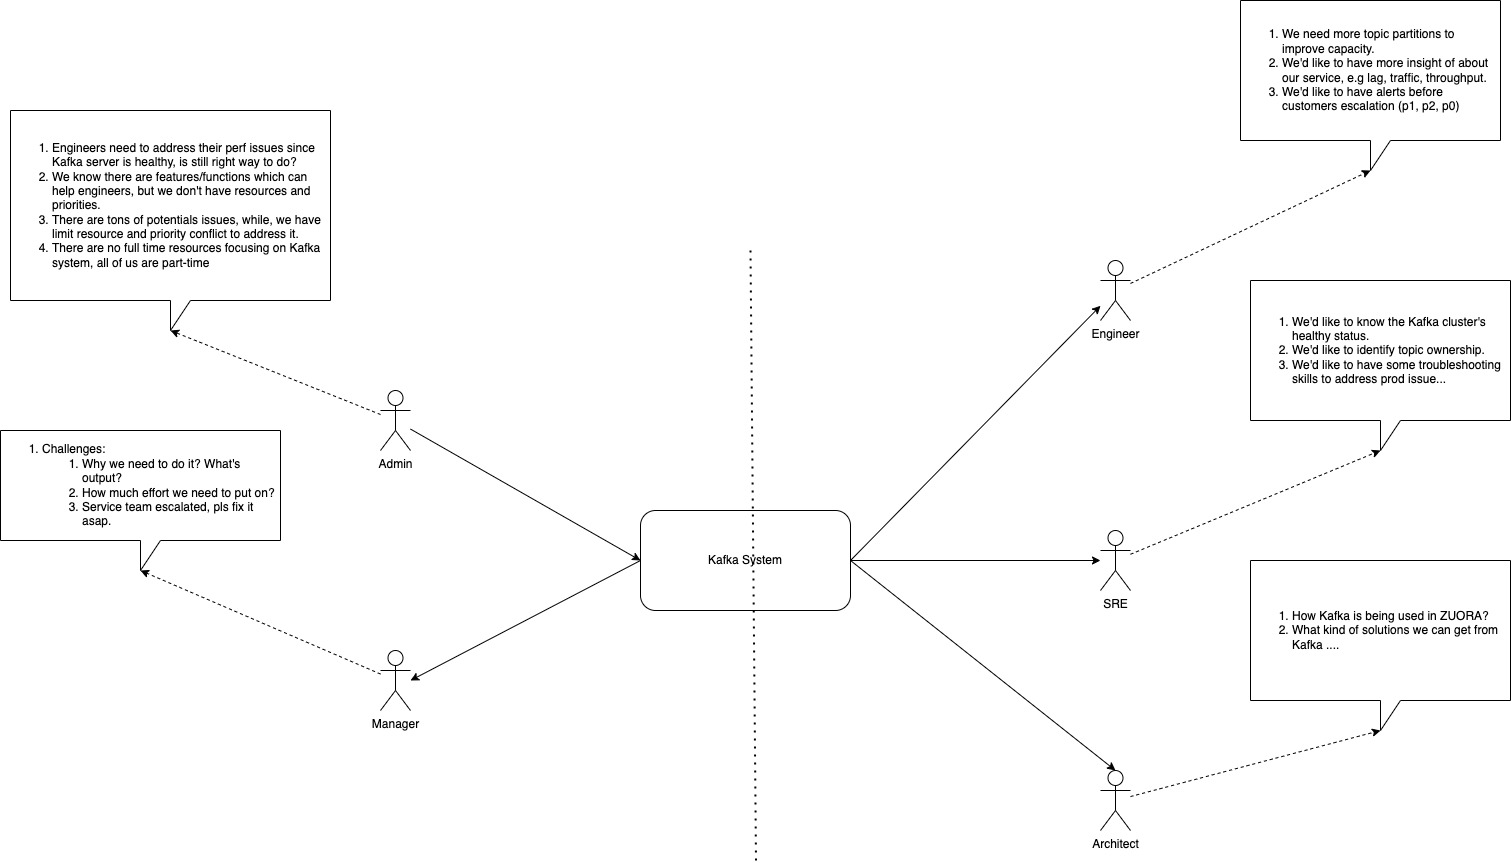 1. We need more topic partitions to
improve capacity.
2. We'd like to have more insight of about
our service, e.g lag, traffic, throughput.
3. We'd like to have alerts before
customers escalation (p1, p2, p0)
1. Engineers need to address their perf issues since
Kafka server is healthy, is still right way to do?
2. We know there are features/functions which can
help engineers, but we don't have resources and
priorities.
3. There are tons of potentials issues, while, we have
limit resource and priority conflict to address it.
4. There are no full time resources focusing on Kafka
system, all of us are part-time
Engineer
1. We'd like to know the Kafka cluster's
healthy status.
2. We'd like to identify topic ownership.
3. We'd like to have some troubleshooting
skills to address prod issue...
Admin
1. Challenges:
1. Why we need to do it? What's
output?
2. How much effort we need to put on?
3. Service team escalated, pls fix it
asap.
Kafka System
SRE
1. How Kafka is being used in ZUORA?
2. What kind of solutions we can get from
Kafka ....
Manager
Architect